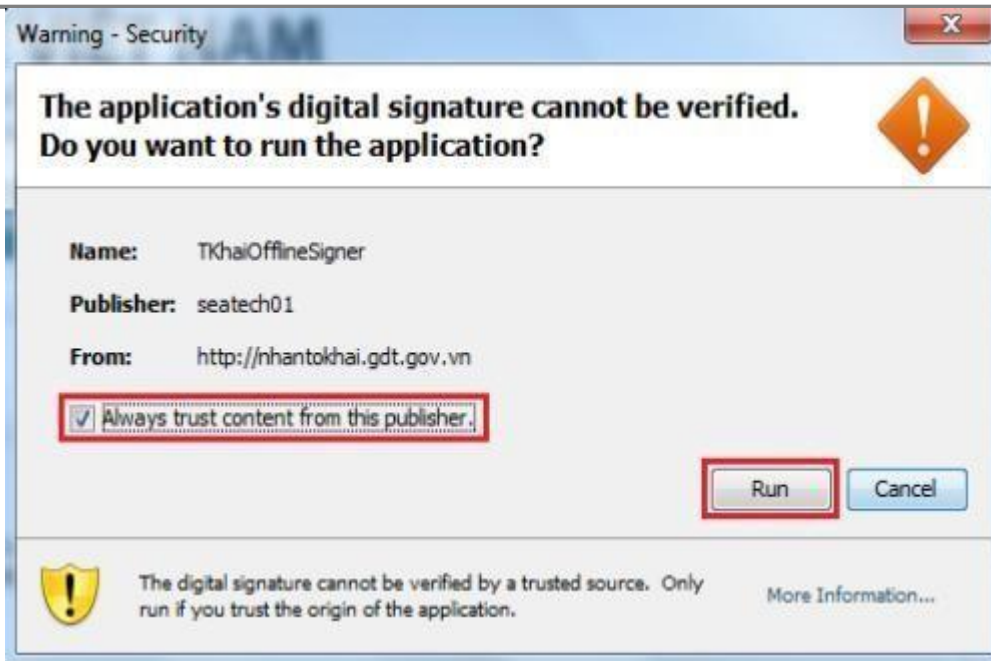 Warning - Security
The application's digital signature cannot be verified.
Do you want to run the application?
Name: TKhaiOfflineSigner
Publisher: seatech01
From: http://nhantokhai.gdt.gov.vn
Always trust content from this publisher.
Run Cancel
The digital signature cannot be verified by a trusted source. Only
run if you trust the origin of the application.
More Information...